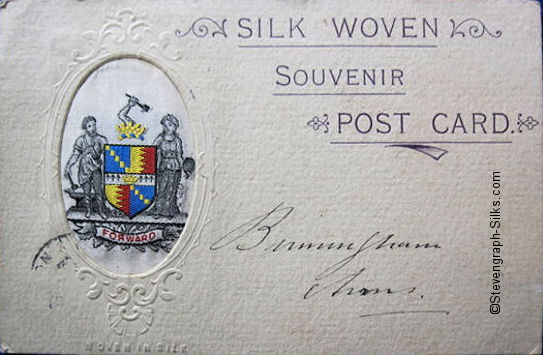 SILK WOVEN
SOUVENIR
POST CARD.
FORWARD
Birmingham
Arms.
WOVEN IN SILK
©Stevengraph-Silks.com